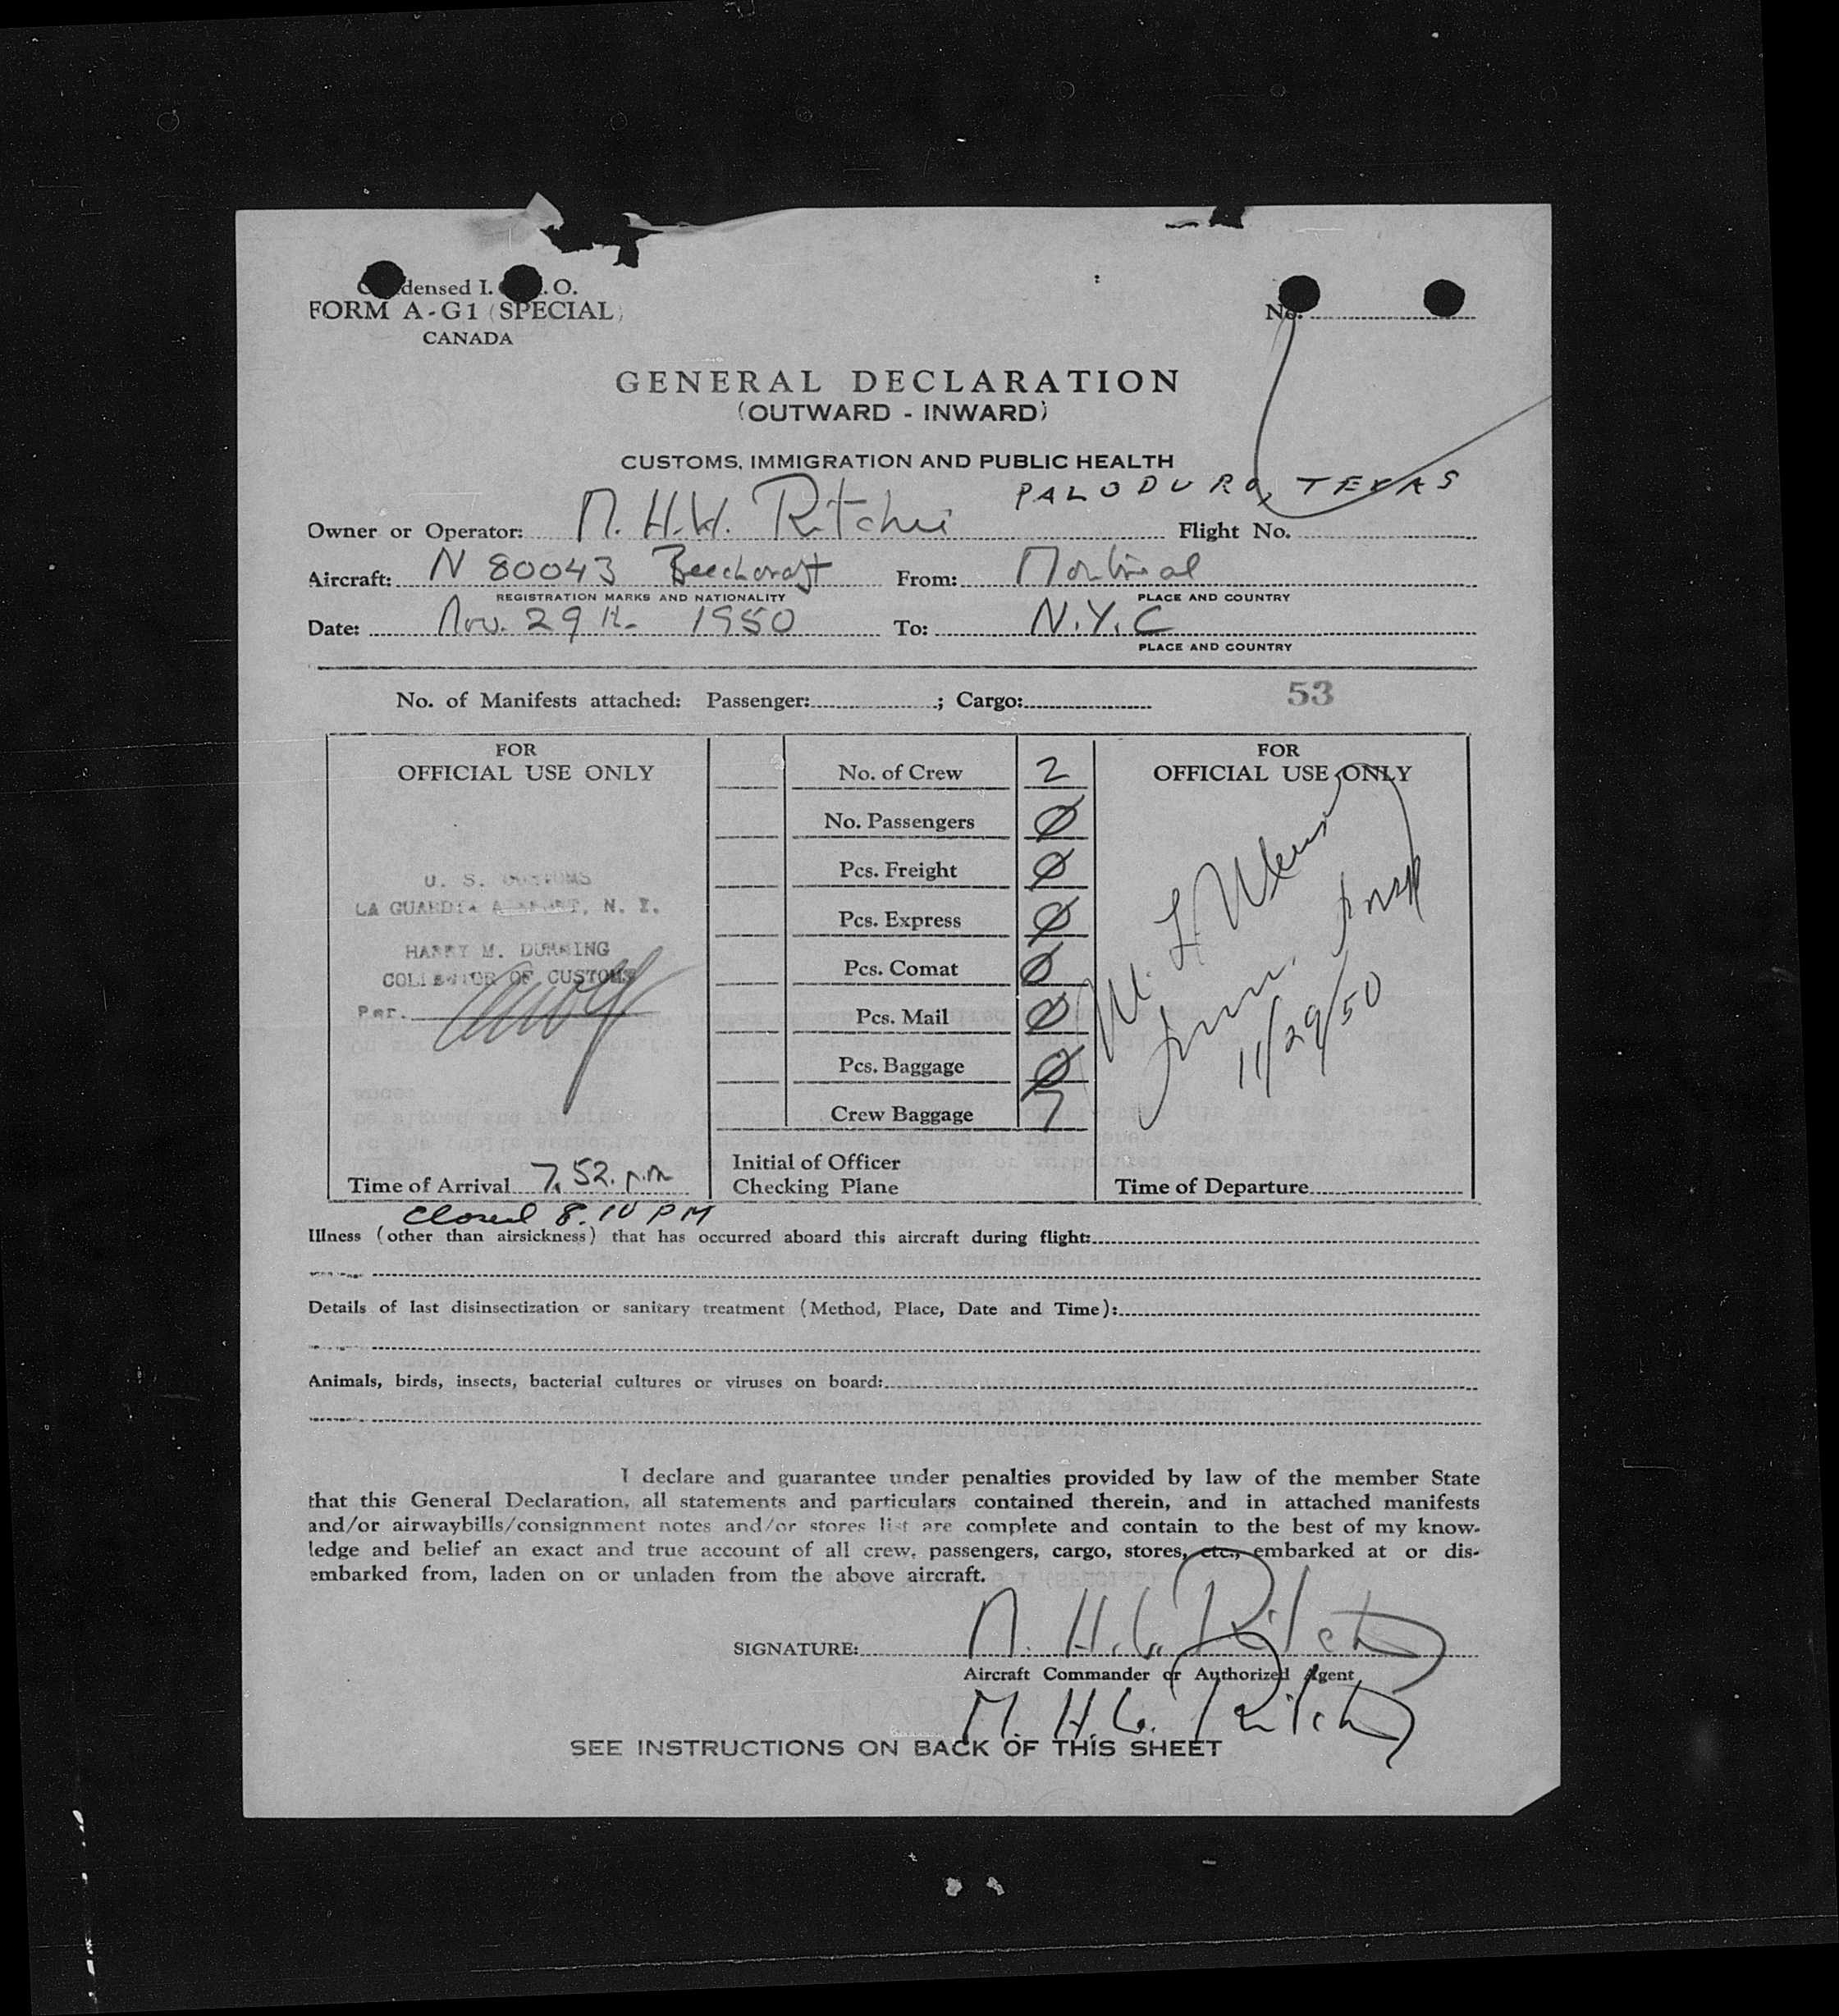 Condensed I. O.
FORM A-G1 (SPECIAL)
CANADA
No.
GENERAL DECLARATION
(OUTWARD - INWARD)
CUSTOMS, IMMIGRATION AND PUBLIC HEALTH
PALODURO, TEXAS
Owner or Operator: M. H.W. Ritchie Flight No.
Aircraft: N 80043 Beechcraft From: Montreal
REGISTRATION MARKS AND NATIONALITY PLACE AND COUNTRY
Date: Nov. 29th 1950 To: N.Y.C
PLACE AND COUNTRY
No. of Manifests attached: Passenger: ; Cargo: 53
FOR
OFFICIAL USE ONLY
U. S. CUSTOMS
LA GUARDIA AIRPORT, N. Y.
HARRY M. DURNING
COLLECTOR OF CUSTOMS
Per.
Time of Arrival 7.52. p.m
Closed 8.10 PM
No. of Crew 2
No. Passengers 0
Pcs. Freight 0
Pcs. Express 0
Pcs. Comat 0
Pcs. Mail 0
Pcs. Baggage 0
Crew Baggage 7
Initial of Officer
Checking Plane
FOR
OFFICIAL USE ONLY
Imm. Insp
11/29/50
Time of Departure
Illness (other than airsickness) that has occurred aboard this aircraft during flight:
Details of last disinsectization or sanitary treatment (Method, Place, Date and Time):
Animals, birds, insects, bacterial cultures or viruses on board:
I declare and guarantee under penalties provided by law of the member State
that this General Declaration, all statements and particulars contained therein, and in attached manifests
and/or airwaybills/consignment notes and/or stores list are complete and contain to the best of my know-
ledge and belief an exact and true account of all crew, passengers, cargo, stores, etc., embarked at or dis-
embarked from, laden on or unladen from the above aircraft.
SIGNATURE:
Aircraft Commander or Authorized Agent
SEE INSTRUCTIONS ON BACK OF THIS SHEET